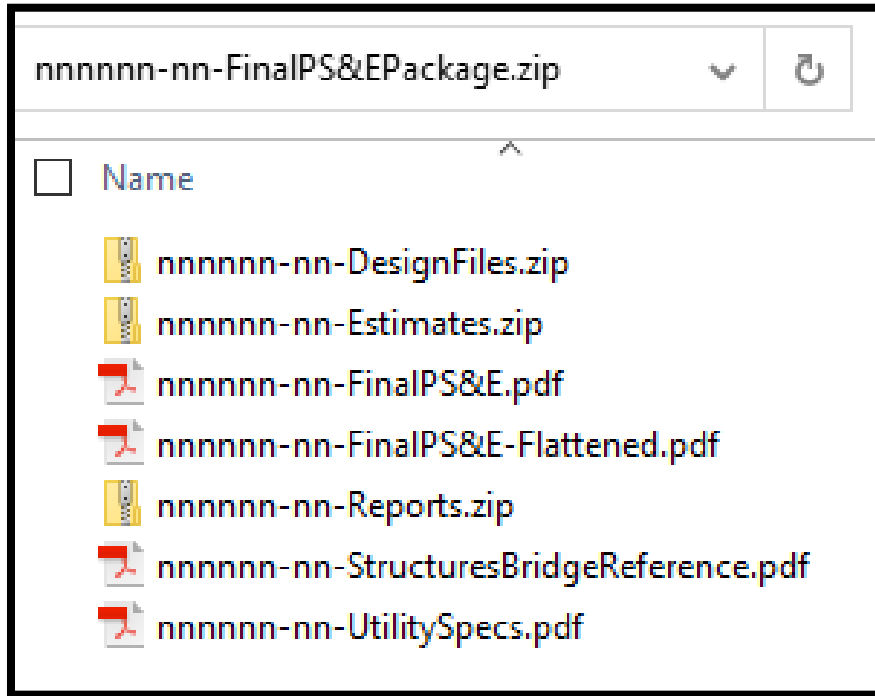 nnnnnn-nn-FinalPS&EPackage.zip
Name
nnnnnn-nn-DesignFiles.zip
nnnnnn-nn-Estimates.zip
nnnnnn-nn-FinalPS&E.pdf
nnnnnn-nn-FinalPS&E-Flattened.pdf
nnnnnn-nn-Reports.zip
nnnnnn-nn-StructuresBridgeReference.pdf
nnnnnn-nn-UtilitySpecs.pdf